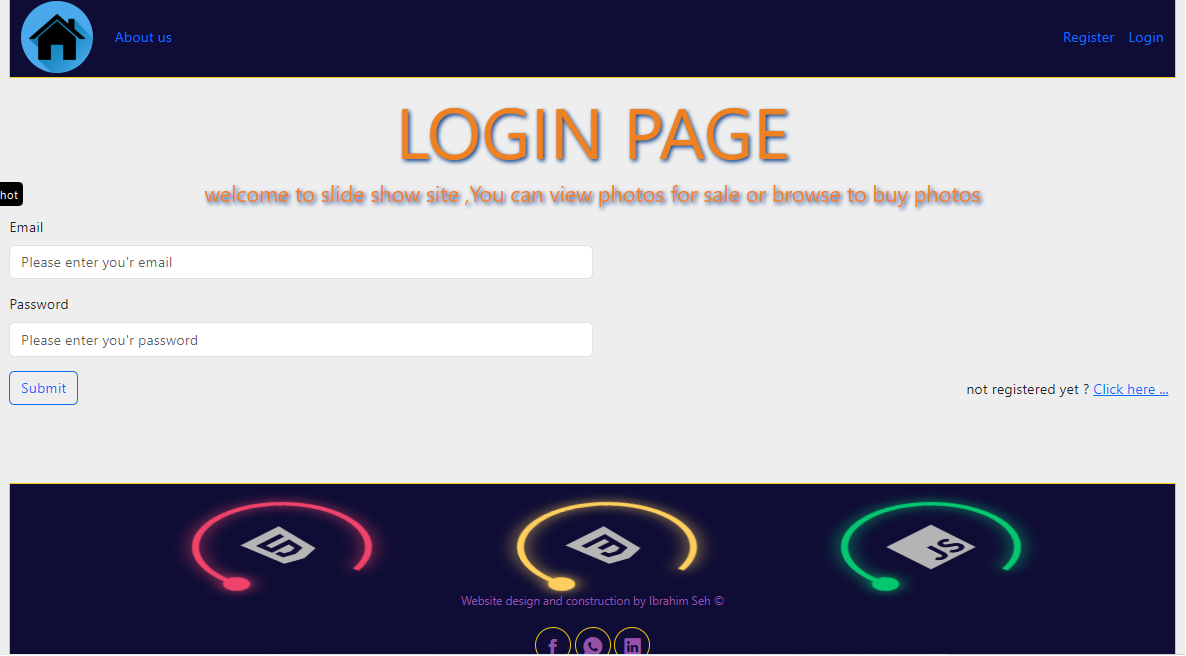 About us
Register Login
LOGIN PAGE
hot
welcome to slide show site ,You can view photos for sale or browse to buy photos
Email
Please enter you'r email
Password
Please enter you'r password
Submit
not registered yet ? Click here ...
JS
Website design and construction by Ibrahim Seh ©
f in